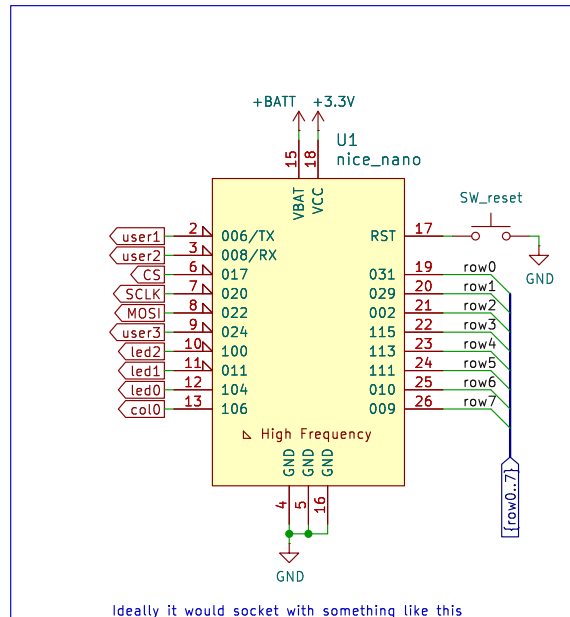 +BATT +3.3V
U1
nice_nano
15 18
VBAT VCC
SW_reset
user1 2 006/TX RST 17
user2 3 008/RX
GND
CS 6 017 031 19 row0
SCLK 7 020 029 20 row1
MOSI 8 022 002 21 row2
user3 9 024 115 22 row3
led2 10 100 113 23 row4
led1 11 011 111 24 row5
led0 12 104 010 25 row6
col0 13 106 009 26 row7
High Frequency
GND GND GND
4 5 16
{row0..7}
GND
Ideally it would socket with something like this